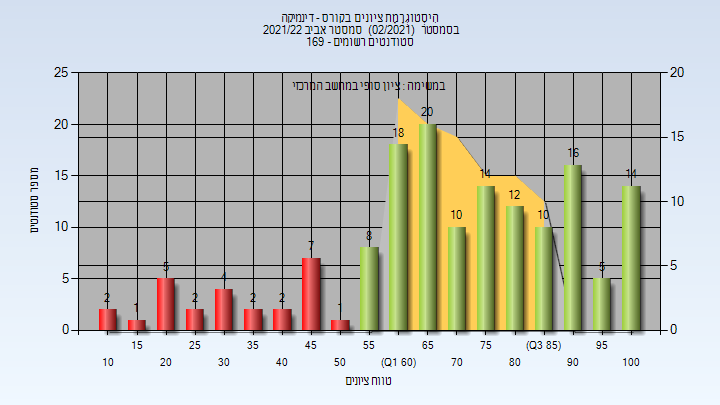 הִיסְטוֹגְרָמַת ציונים בקורס - דינמיקה
בסמסטר (02/2021) סמסטר אביב 2021/22
סטודנטים רשומים - 169
במשימה : ציון סופי במחשב המרכזי
25 20
20 15
15 10
10 5
5 0
0
מספר סטודנטים
2 1 5 2 4 2 2 7 1 8 18 20 10 14 12 10 16 5 14
15 25 35 45 55 65 75 (Q3 85) 95
10 20 30 40 50 (Q1 60) 70 80 90 100
טווח ציונים